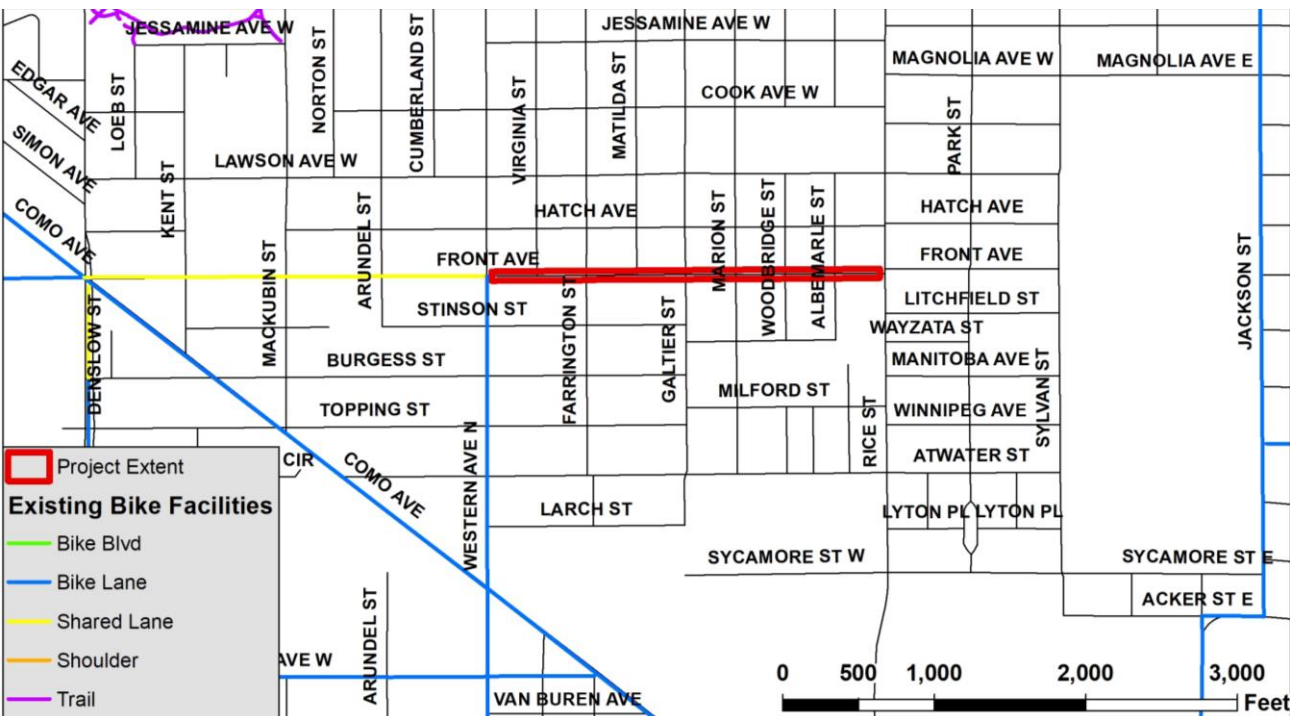 JESSAMINE AVE W
JESSAMINE AVE W
EDGAR AVE
LOEB ST
NORTON ST
CUMBERLAND ST
VIRGINIA ST
MATILDA ST
MAGNOLIA AVE W
MAGNOLIA AVE E
COOK AVE W
PARK ST
SIMON AVE
LAWSON AVE W
KENT ST
COMO AVE
ARUNDEL ST
HATCH AVE
MARION ST
WOODBRIDGE ST
ALBEMARLE ST
HATCH AVE
MACKUBIN ST
FRONT AVE
FRONT AVE
JACKSON ST
DENSLOW ST
STINSON ST
FARRINGTON ST
GALTIER ST
LITCHFIELD ST
WAYZATA ST
BURGESS ST
MANITOBA AVE
SYLVAN ST
TOPPING ST
MILFORD ST
RICE ST
WINNIPEG AVE
CIR
COMO AVE
WESTERN AVE N
ATWATER ST
LARCH ST
LYTON PL
LYTON PL
SYCAMORE ST W
SYCAMORE ST E
ARUNDEL ST
ACKER ST E
AVE W
VAN BUREN AVE
Project Extent
Existing Bike Facilities
Bike Blvd
Bike Lane
Shared Lane
Shoulder
Trail
0 500 1,000 2,000 3,000
Feet